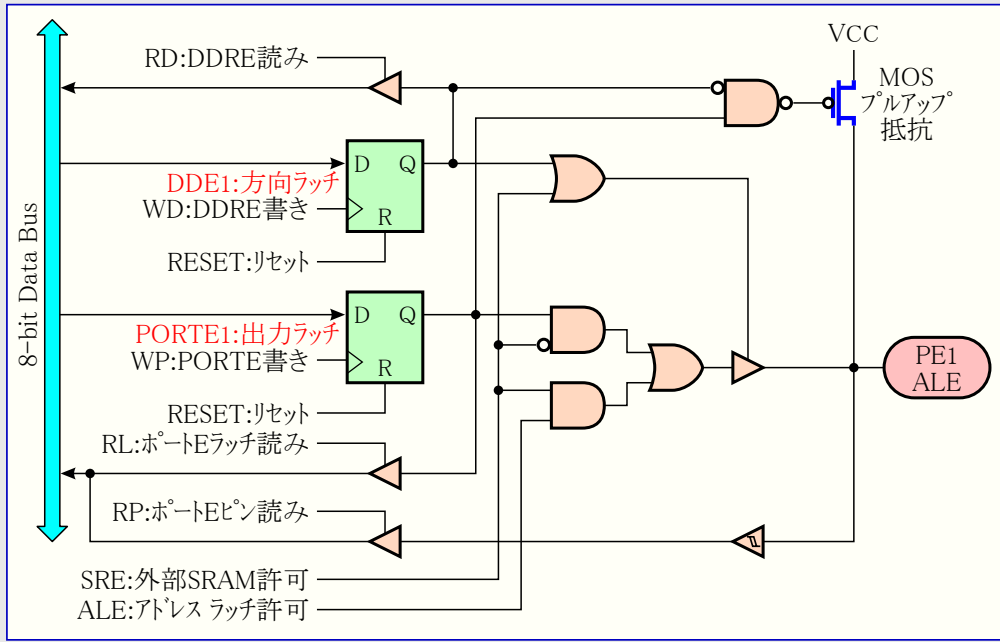 VCC
RD:DDRE読み
MOS
プルアップ
抵抗
D
Q
DDE1:方向ラッチ
WD:DDRE書き
R
RESET:リセット
8-bit Data Bus
D
Q
PORTE1:出力ラッチ
WP:PORTE書き
R
PE1
ALE
RESET:リセット
RL:ポートEラッチ読み
RP:ポートEピン読み
SRE:外部SRAM許可
ALE:アドレス ラッチ許可